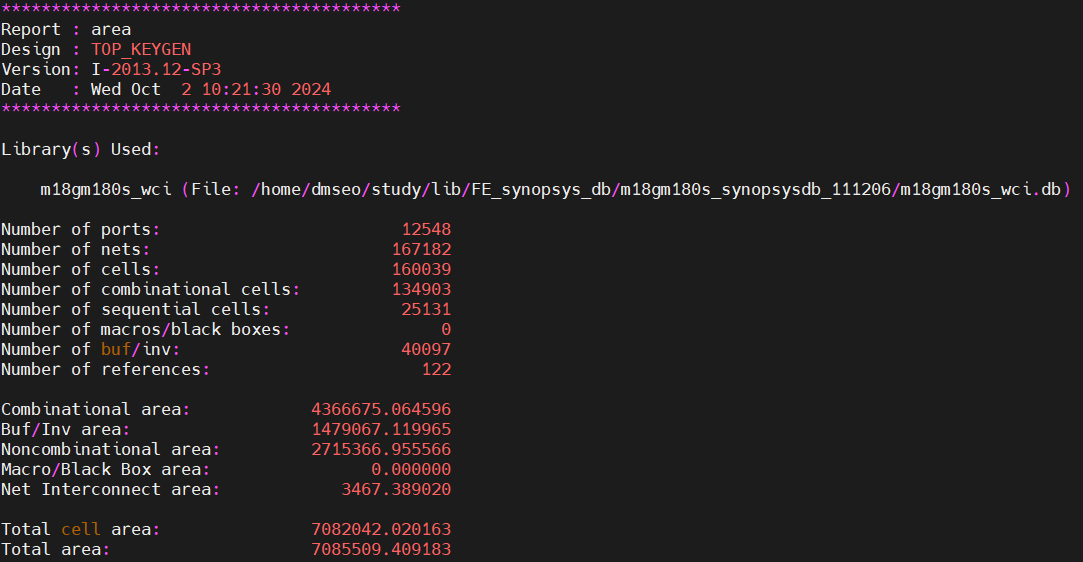 ****************************************
Report : area
Design : TOP_KEYGEN
Version: I-2013.12-SP3
Date   : Wed Oct  2 10:21:30 2024
****************************************
Library(s) Used:
m18gm180s_wci (File: /home/dmseo/study/lib/FE_synopsys_db/m18gm180s_synopsysdb_111206/m18gm180s_wci.db)
Number of ports: 12548
Number of nets: 167182
Number of cells: 160039
Number of combinational cells: 134903
Number of sequential cells: 25131
Number of macros/black boxes: 0
Number of buf/inv: 40097
Number of references: 122
Combinational area: 4366675.064596
Buf/Inv area: 1479067.119965
Noncombinational area: 2715366.955566
Macro/Black Box area: 0.000000
Net Interconnect area: 3467.389020
Total cell area: 7082042.020163
Total area: 7085509.409183